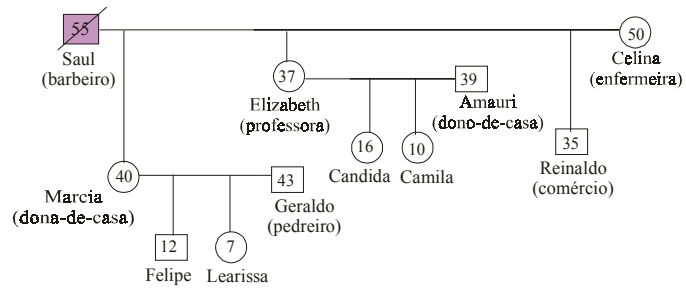 55
Saul
(barbeiro)
50
Celina
(enfermeira)
37
Elizabeth
(professora)
39
Amauri
(dono-de-casa)
16
Candida
10
Camila
35
Reinaldo
(comércio)
40
Marcia
(dona-de-casa)
43
Geraldo
(pedreiro)
12
Felipe
7
Learissa